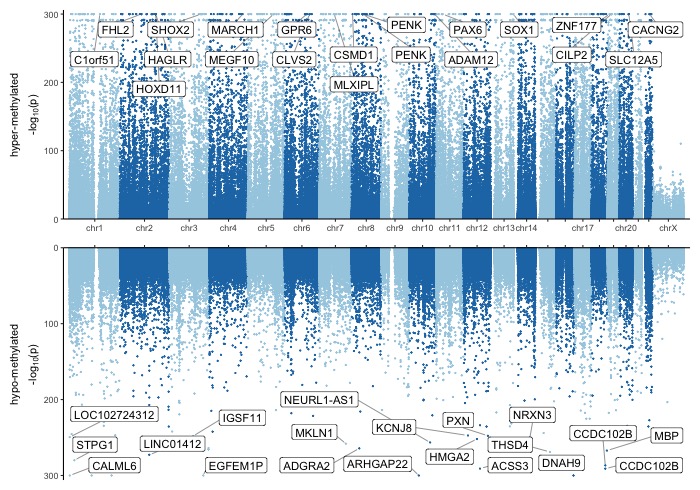 300
FHL2
SHOX2
MARCH1
GPR6
PENK
PAX6
SOX1
ZNF177
CACNG2
C1orf51
HAGLR
MEGF10
CLVS2
CSMD1
PENK
ADAM12
CILP2
SLC12A5
HOXD11
MLXIPL
hyper-methylated
-log10(p)
200
100
0
chr1
chr2
chr3
chr4
chr5
chr6
chr7
chr8
chr9
chr10
chr11
chr12
chr13
chr14
chr17
chr20
chrX
0
100
hypo-methylated
-log10(p)
200
NEURL1-AS1
LOC102724312
IGSF11
KCNJ8
PXN
NRXN3
MKLN1
CCDC102B
MBP
STPG1
LINC01412
THSD4
HMGA2
CALML6
EGFEM1P
ADGRA2
ARHGAP22
ACSS3
DNAH9
CCDC102B
300